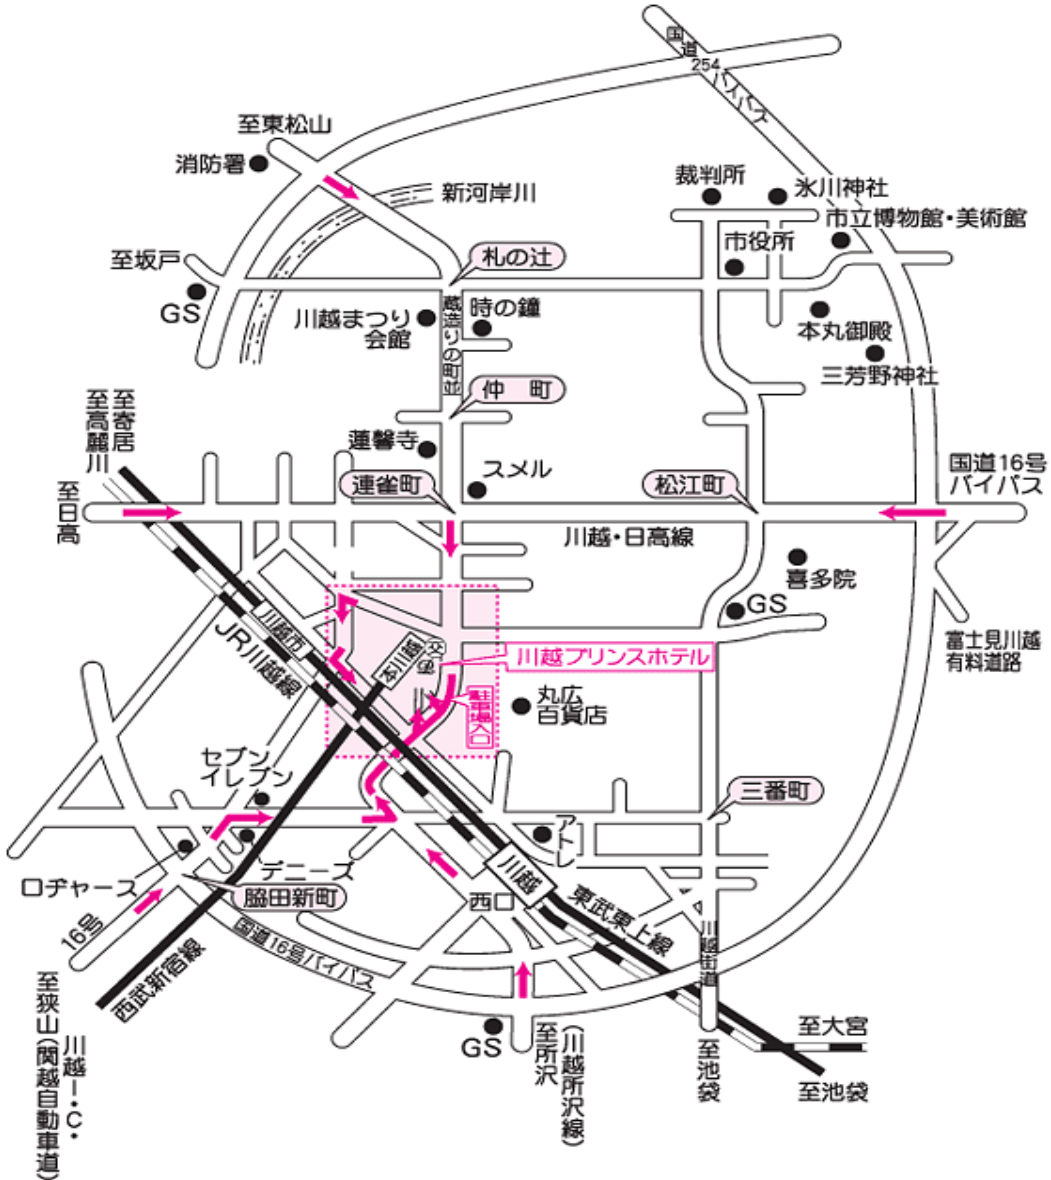 国道
254
バイパス
至東松山
消防署
新河岸川
裁判所
氷川神社
市立博物館・美術館
市役所
至坂戸
札の辻
GS
川越まつり
会館
時の鐘
蔵造りの町並
本丸御殿
三芳野神社
仲 町
至寄居
至高麗川
蓮馨寺
スメル
連雀町
松江町
国道16号
バイパス
至日高
川越・日高線
喜多院
GS
川越市
JR川越線
本川越
交
川越プリンスホテル
富士見川越
有料道路
駐車場入口
丸広
百貨店
セブン
イレブン
三番町
アトレ
デニーズ
ロヂャース
脇田新町
川越
西口
東武東上線
川越街道
16号
国道16号バイパス
西武新宿線
川越I・C・
至狭山(関越自動車道)
GS
至所沢
(川越所沢線)
至池袋
至大宮
至池袋